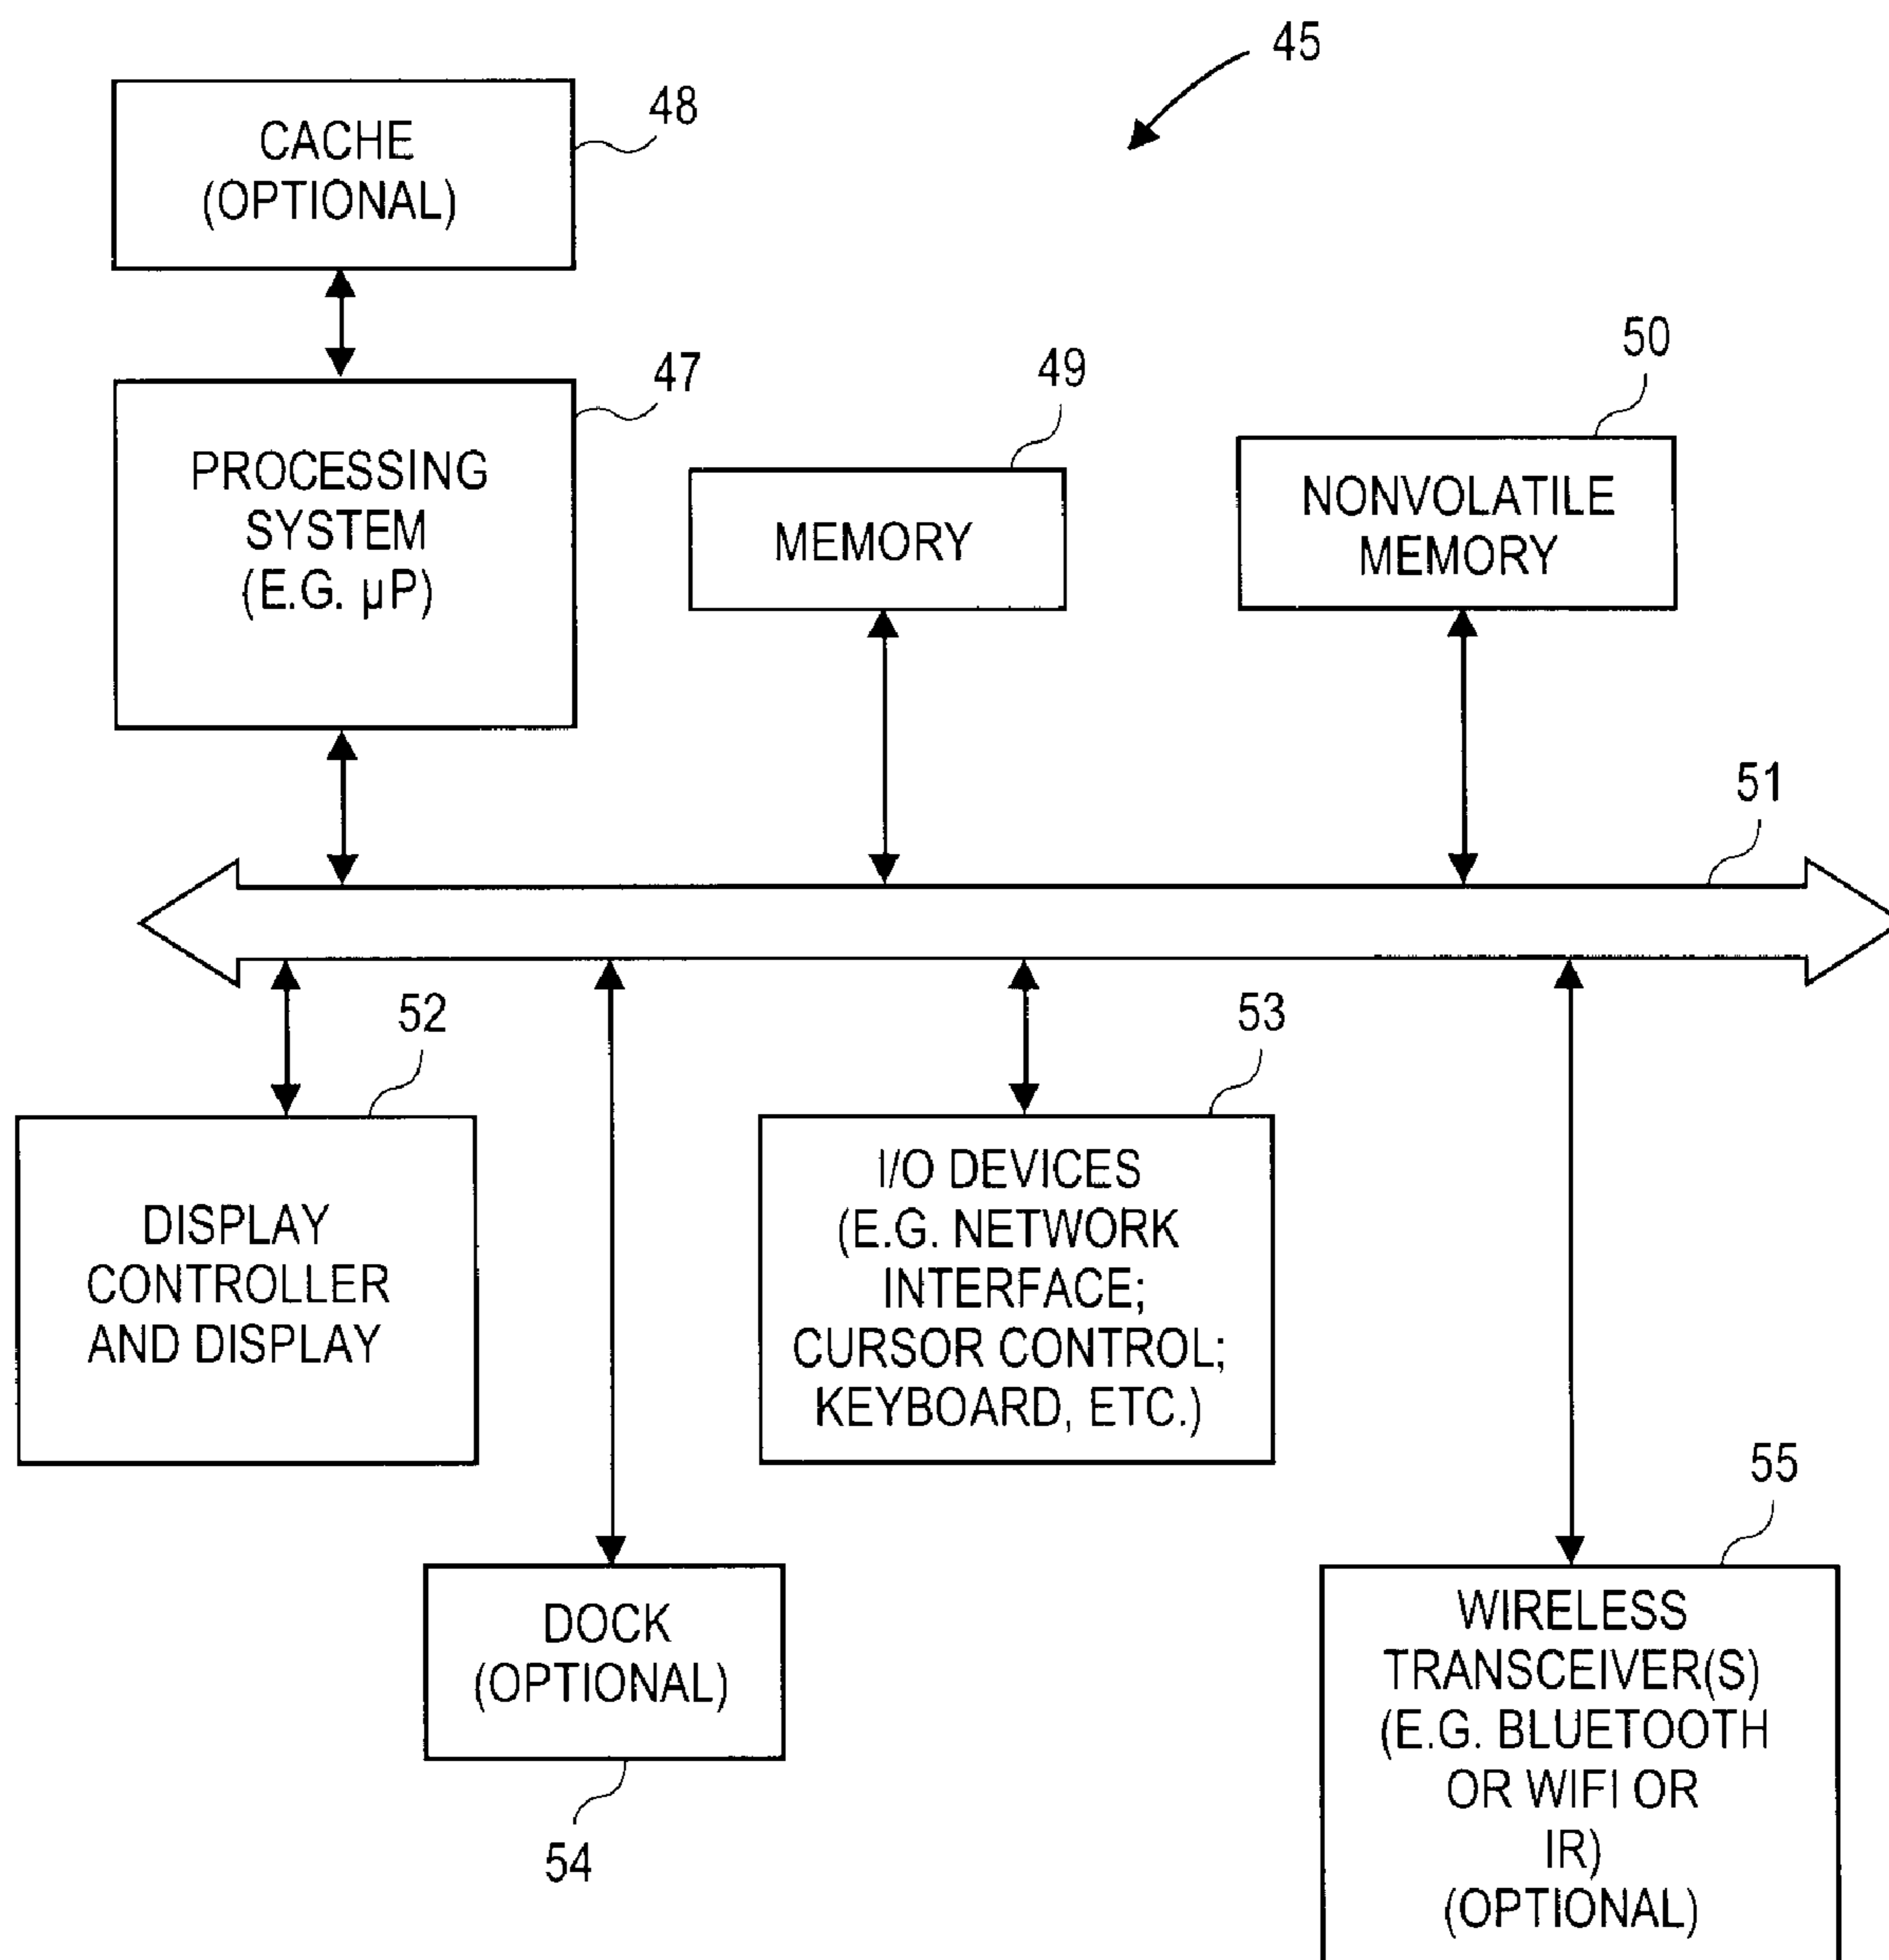 45
CACHE
(OPTIONAL)
48
PROCESSING
SYSTEM
(E.G. µP)
47
MEMORY
49
NONVOLATILE
MEMORY
50
51
DISPLAY
CONTROLLER
AND DISPLAY
52
I/O DEVICES
(E.G. NETWORK
INTERFACE;
CURSOR CONTROL;
KEYBOARD, ETC.)
53
DOCK
(OPTIONAL)
54
WIRELESS
TRANSCEIVER(S)
(E.G. BLUETOOTH
OR WIFI OR
IR)
(OPTIONAL)
55